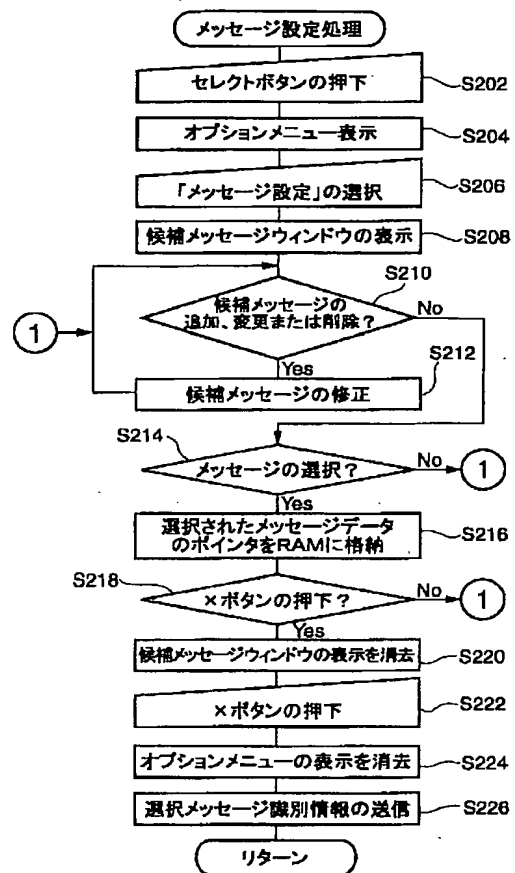 メッセージ設定処理
セレクトボタンの押下
S202
オプションメニュー表示
S204
「メッセージ設定」の選択
S206
候補メッセージウィンドウの表示
S208
S210
候補メッセージの
追加、変更または削除？
No
1
Yes
S212
候補メッセージの修正
S214
メッセージの選択？
No
1
Yes
選択されたメッセージデータ
のポインタをRAMに格納
S216
S218
×ボタンの押下？
No
1
Yes
候補メッセージウィンドウの表示を消去
S220
×ボタンの押下
S222
オプションメニューの表示を消去
S224
選択メッセージ識別情報の送信
S226
リターン